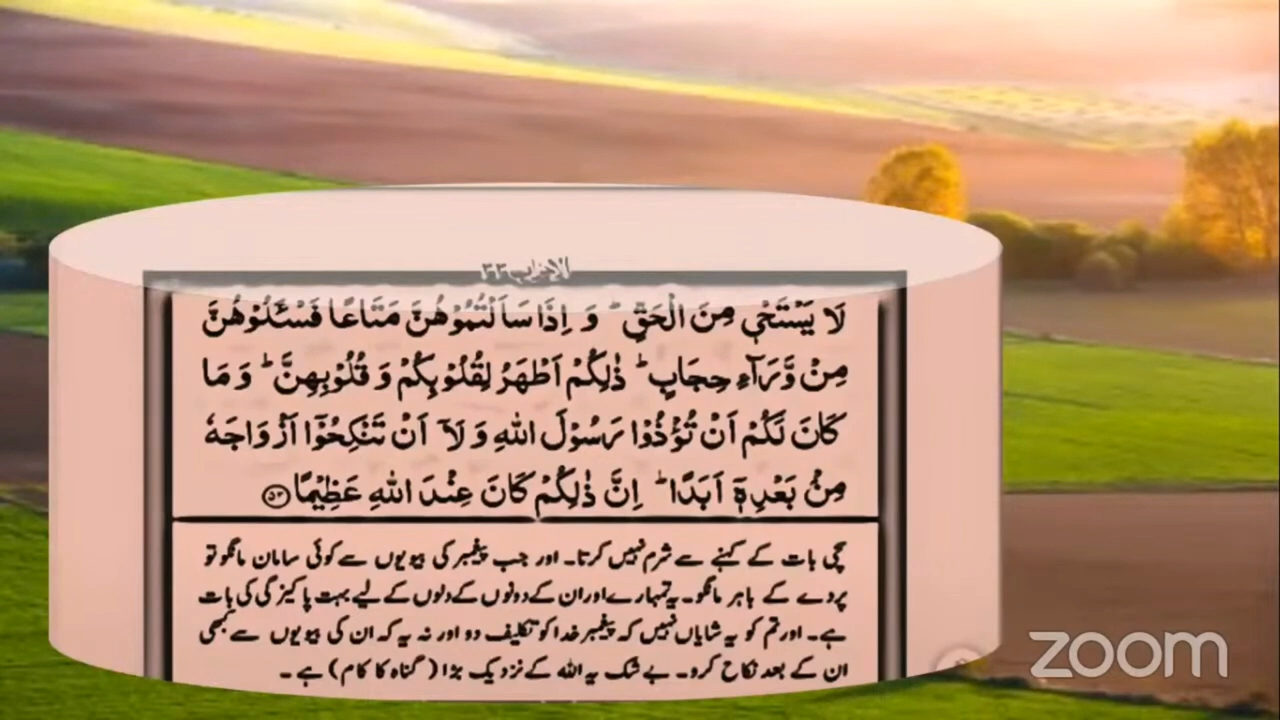 الاحزاب ۳۳
لَا یَسْتَحْیٖ مِنَ الْحَقِّ ؕ وَ اِذَا سَاَلْتُمُوْهُنَّ مَتَاعًا فَسْـَٔلُوْهُنَّ
مِنْ وَّرَآءِ حِجَابٍ ؕ ذٰلِكُمْ اَطْهَرُ لِقُلُوْبِكُمْ وَ قُلُوْبِهِنَّ ؕ وَ مَا
كَانَ لَكُمْ اَنْ تُؤْذُوْا رَسُوْلَ اللّٰهِ وَ لَاۤ اَنْ تَنْكِحُوْۤا اَزْوَاجَهٗ
مِنْۢ بَعْدِهٖۤ اَبَدًا ؕ اِنَّ ذٰلِكُمْ كَانَ عِنْدَ اللّٰهِ عَظِیْمًا ۵۳
سچی بات کے کہنے سے شرم نہیں کرتا۔ اور جب پیغمبر کی بیویوں سے کوئی سامان مانگو تو
پردے کے باہر مانگو۔ یہ تمہارے اور ان کے دونوں کے دلوں کے لیے بہت پاکیزگی کی بات
ہے۔ اور تم کو یہ شایاں نہیں کہ پیغمبر خدا کو تکلیف دو اور نہ یہ کہ ان کی بیویوں سے کبھی
ان کے بعد نکاح کرو۔ بے شک یہ اللہ کے نزدیک بڑا (گناہ کا کام) ہے ۔
zoom